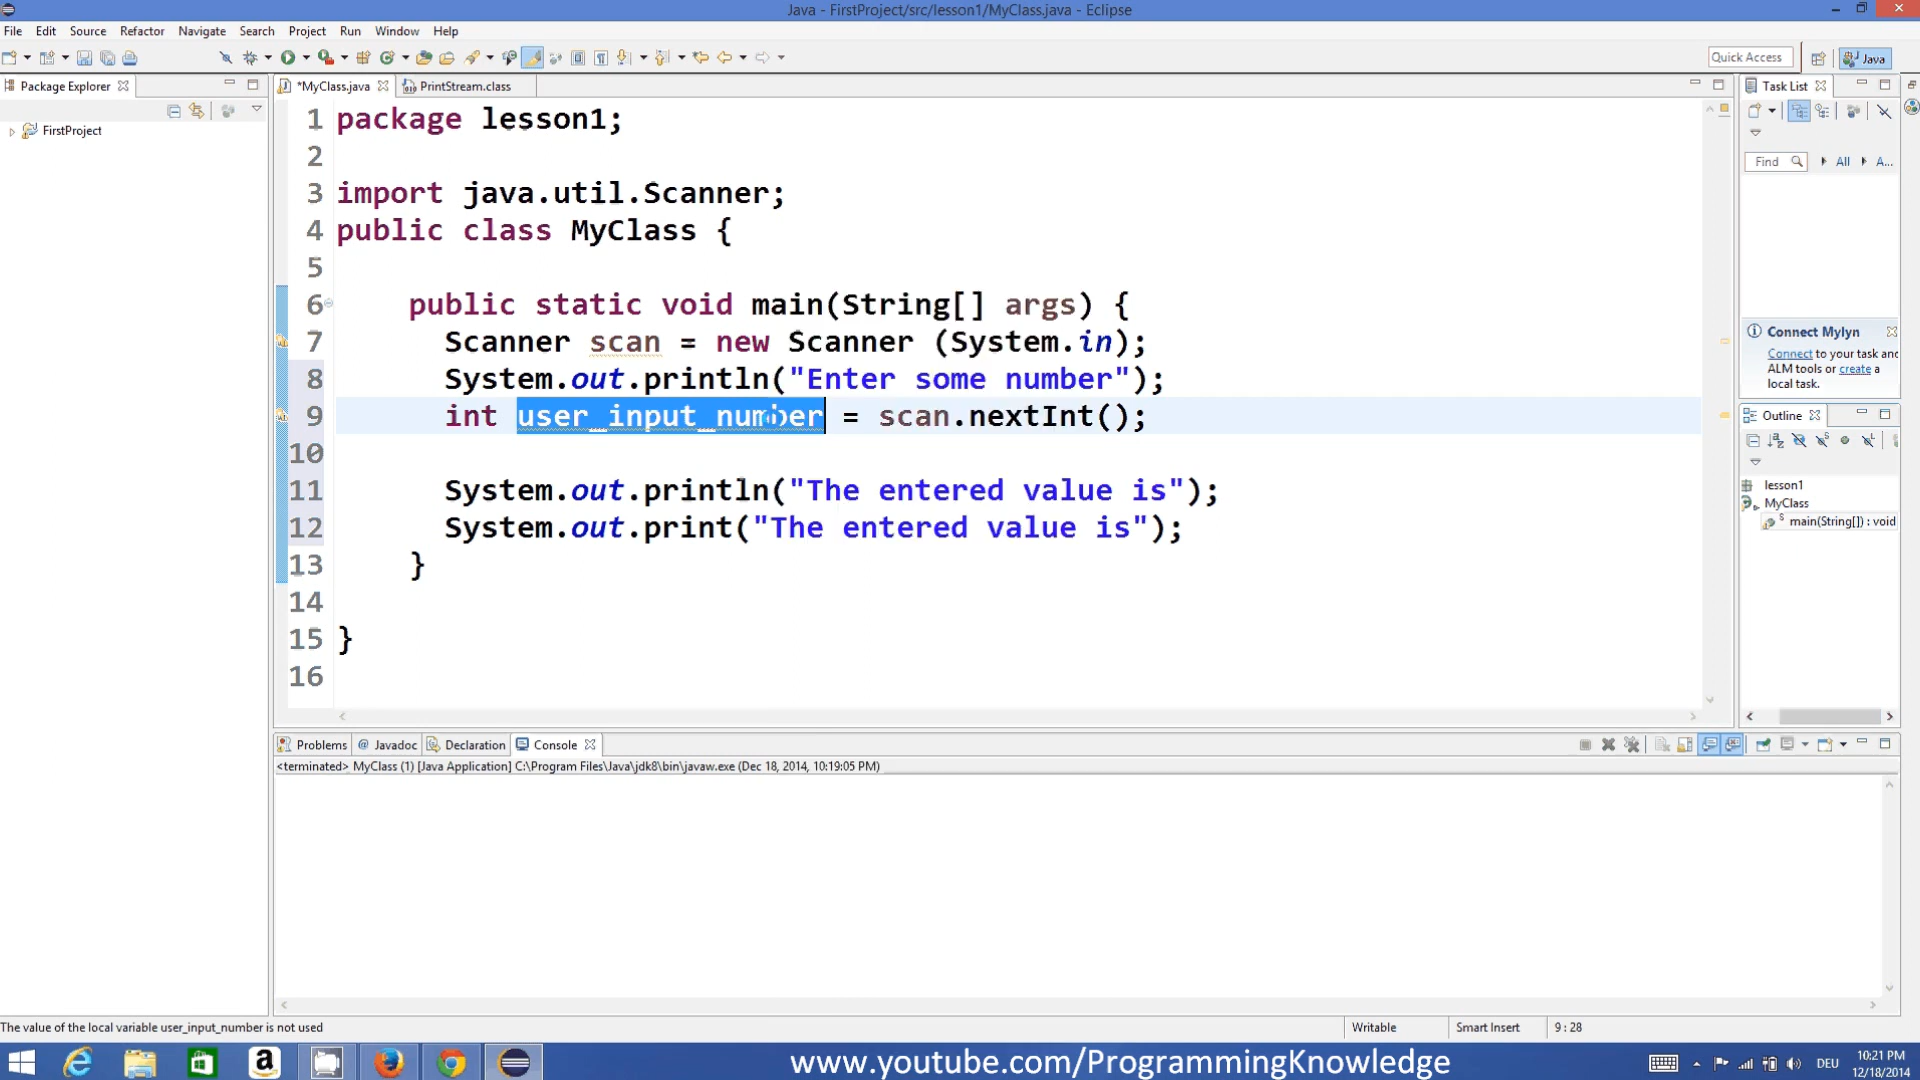 Java - FirstProject/src/lesson1/MyClass.java - Eclipse
File Edit Source Refactor Navigate Search Project Run Window Help
Quick Access
Java
Package Explorer
*MyClass.java
PrintStream.class
Task List
FirstProject
1 package lesson1;
2
3 import java.util.Scanner;
4 public class MyClass {
5
6 public static void main(String[] args) {
7 Scanner scan = new Scanner (System.in);
8 System.out.println("Enter some number");
9 int user_input_number = scan.nextInt();
10
11 System.out.println("The entered value is");
12 System.out.print("The entered value is");
13 }
14
15 }
16
Find All A...
Connect Mylyn
Connect to your task and
ALM tools or create a
local task.
Outline
lesson1
MyClass
main(String[]) : void
Problems @ Javadoc Declaration Console
<terminated> MyClass (1) [Java Application] C:\Program Files\Java\jdk8\bin\javaw.exe (Dec 18, 2014, 10:19:05 PM)
The value of the local variable user_input_number is not used
Writable
Smart Insert
9 : 28
www.youtube.com/ProgrammingKnowledge
DEU
10:21 PM
12/18/2014